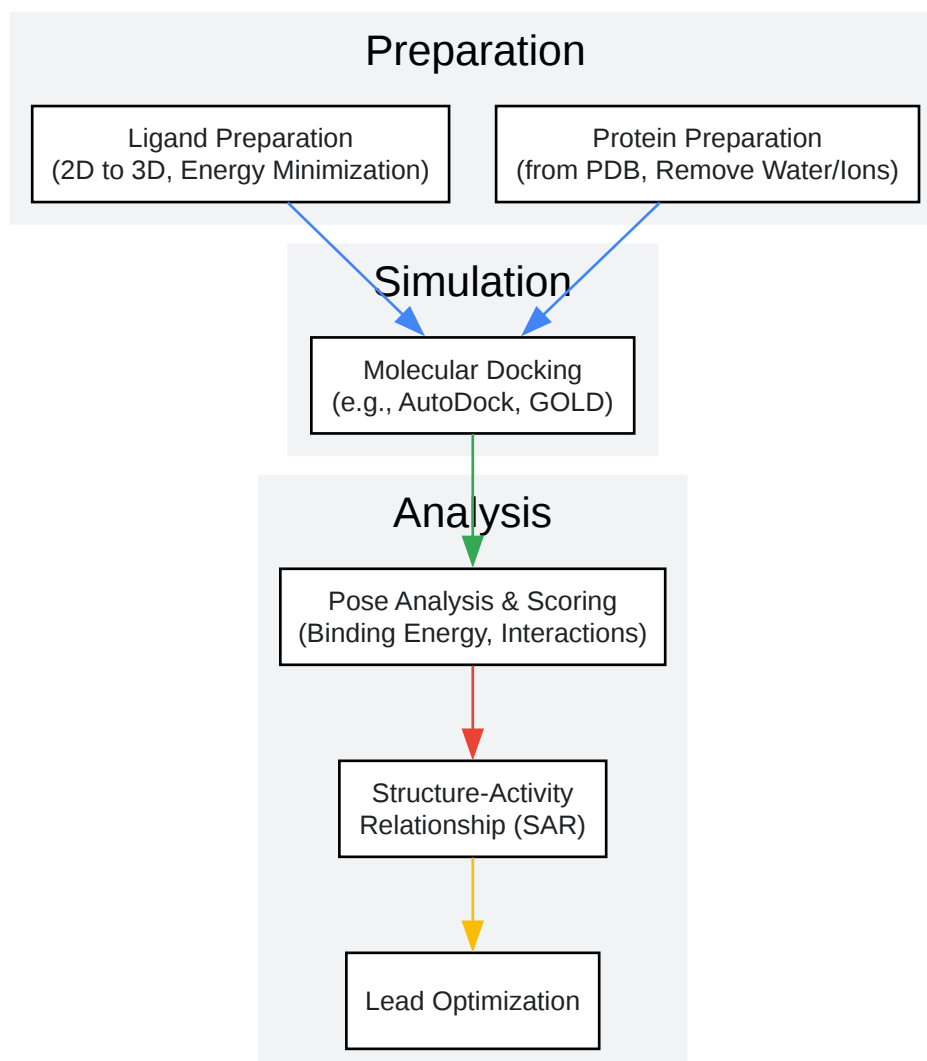 Preparation
Ligand Preparation
(2D to 3D, Energy Minimization)
Protein Preparation
(from PDB, Remove Water/Ions)
Simulation
Molecular Docking
(e.g., AutoDock, GOLD)
Analysis
Pose Analysis & Scoring
(Binding Energy, Interactions)
Structure-Activity
Relationship (SAR)
Lead Optimization